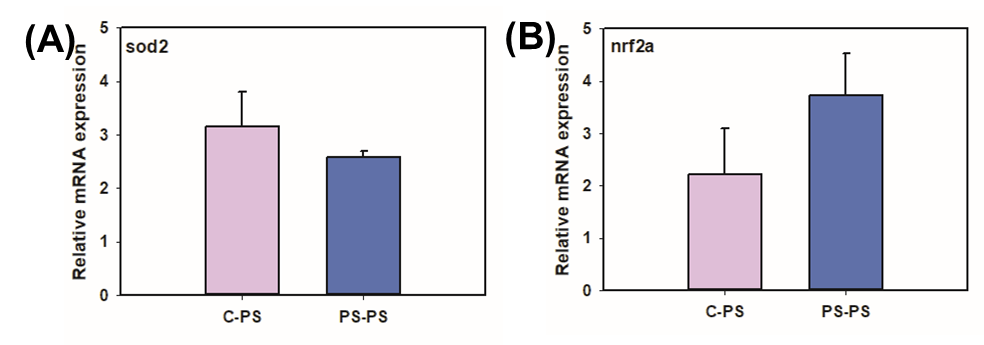 (A)
sod2
Relative mRNA expression
5
4
3
2
1
0
C-PS
PS-PS
(B)
nrf2a
Relative mRNA expression
5
4
3
2
1
0
C-PS
PS-PS